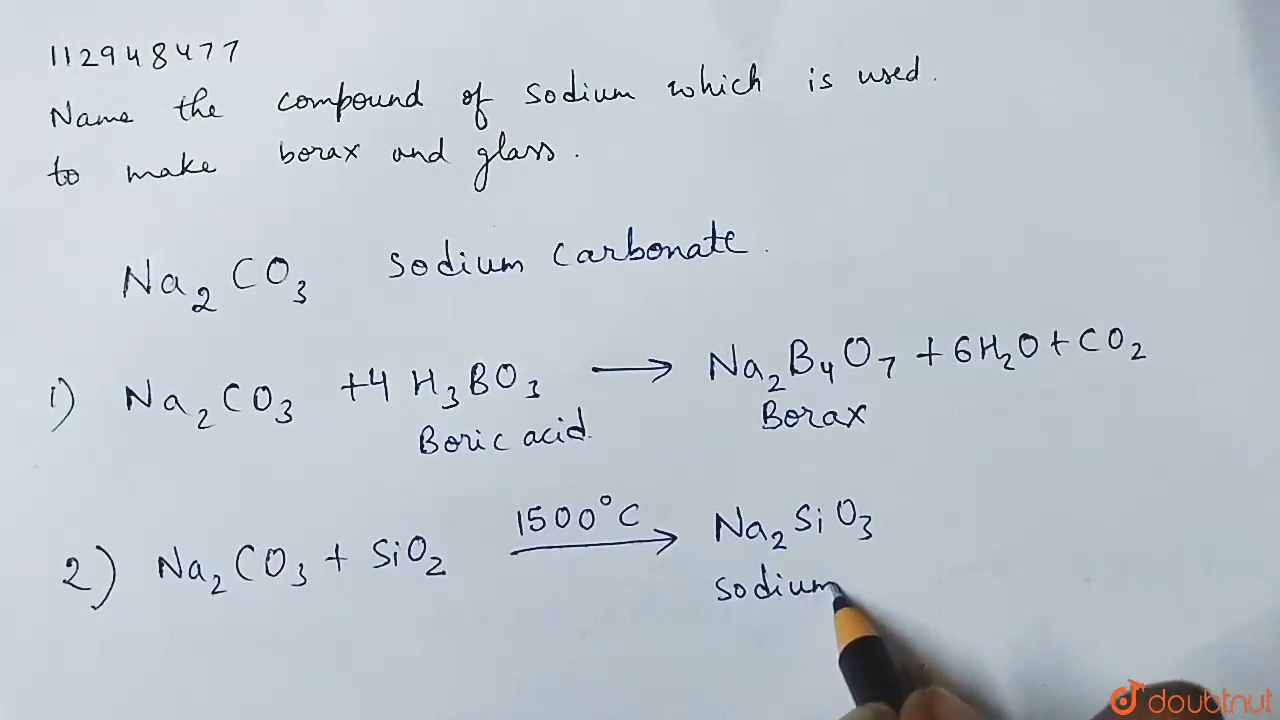 112948477
Name the compound of sodium which is used.
to make borax and glass.
Na₂CO₃ sodium carbonate.
1) Na₂CO₃ +4 H₃BO₃ ⟶ Na₂B₄O₇ + 6H₂O + CO₂
Boric acid. Borax
1500°C
2) Na₂CO₃ + SiO₂ ⟶ Na₂SiO₃
sodium
doubtnut